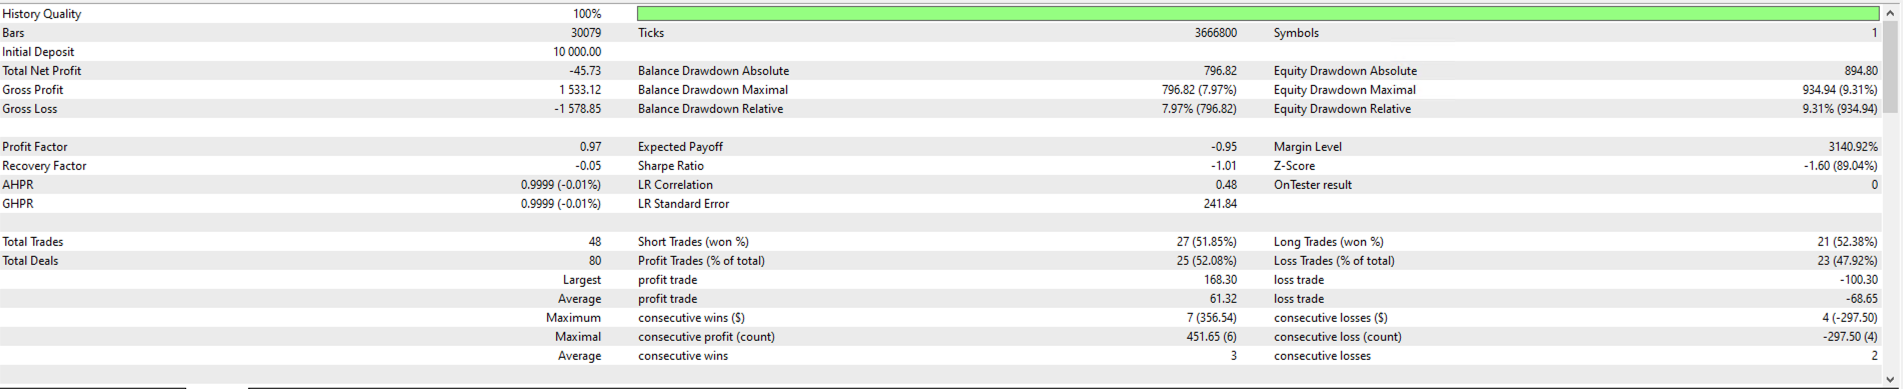 History Quality 100%
Bars 30079 Ticks 3666800 Symbols 1
Initial Deposit 10 000.00
Total Net Profit -45.73 Balance Drawdown Absolute 796.82 Equity Drawdown Absolute 894.80
Gross Profit 1 533.12 Balance Drawdown Maximal 796.82 (7.97%) Equity Drawdown Maximal 934.94 (9.31%)
Gross Loss -1 578.85 Balance Drawdown Relative 7.97% (796.82) Equity Drawdown Relative 9.31% (934.94)
Profit Factor 0.97 Expected Payoff -0.95 Margin Level 3140.92%
Recovery Factor -0.05 Sharpe Ratio -1.01 Z-Score -1.60 (89.04%)
AHPR 0.9999 (-0.01%) LR Correlation 0.48 OnTester result 0
GHPR 0.9999 (-0.01%) LR Standard Error 241.84
Total Trades 48 Short Trades (won %) 27 (51.85%) Long Trades (won %) 21 (52.38%)
Total Deals 80 Profit Trades (% of total) 25 (52.08%) Loss Trades (% of total) 23 (47.92%)
Largest profit trade 168.30 loss trade -100.30
Average profit trade 61.32 loss trade -68.65
Maximum consecutive wins ($) 7 (356.54) consecutive losses ($) 4 (-297.50)
Maximal consecutive profit (count) 451.65 (6) consecutive loss (count) -297.50 (4)
Average consecutive wins 3 consecutive losses 2